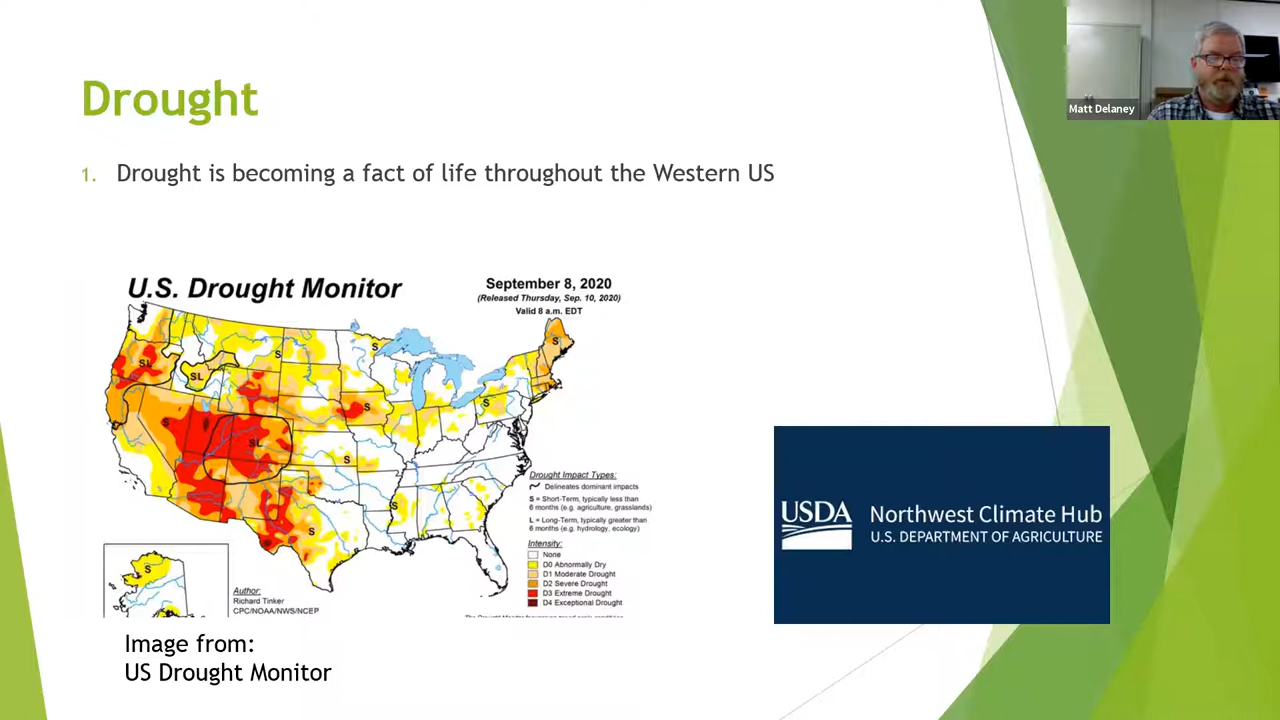 Drought
Matt Delaney
1. Drought is becoming a fact of life throughout the Western US
U.S. Drought Monitor
September 8, 2020
(Released Thursday, Sep. 10, 2020)
Valid 8 a.m. EDT
S
S
S
SL
SL
S
S
S
SL
S
S
S
Drought Impact Types:
Delineates dominant impacts
S = Short-Term, typically less than
6 months (e.g. agriculture, grasslands)
L = Long-Term, typically greater than
6 months (e.g. hydrology, ecology)
Intensity:
None
D0 Abnormally Dry
D1 Moderate Drought
D2 Severe Drought
D3 Extreme Drought
D4 Exceptional Drought
S
Author:
Richard Tinker
CPC/NOAA/NWS/NCEP
USDA
Northwest Climate Hub
U.S. DEPARTMENT OF AGRICULTURE
Image from:
US Drought Monitor